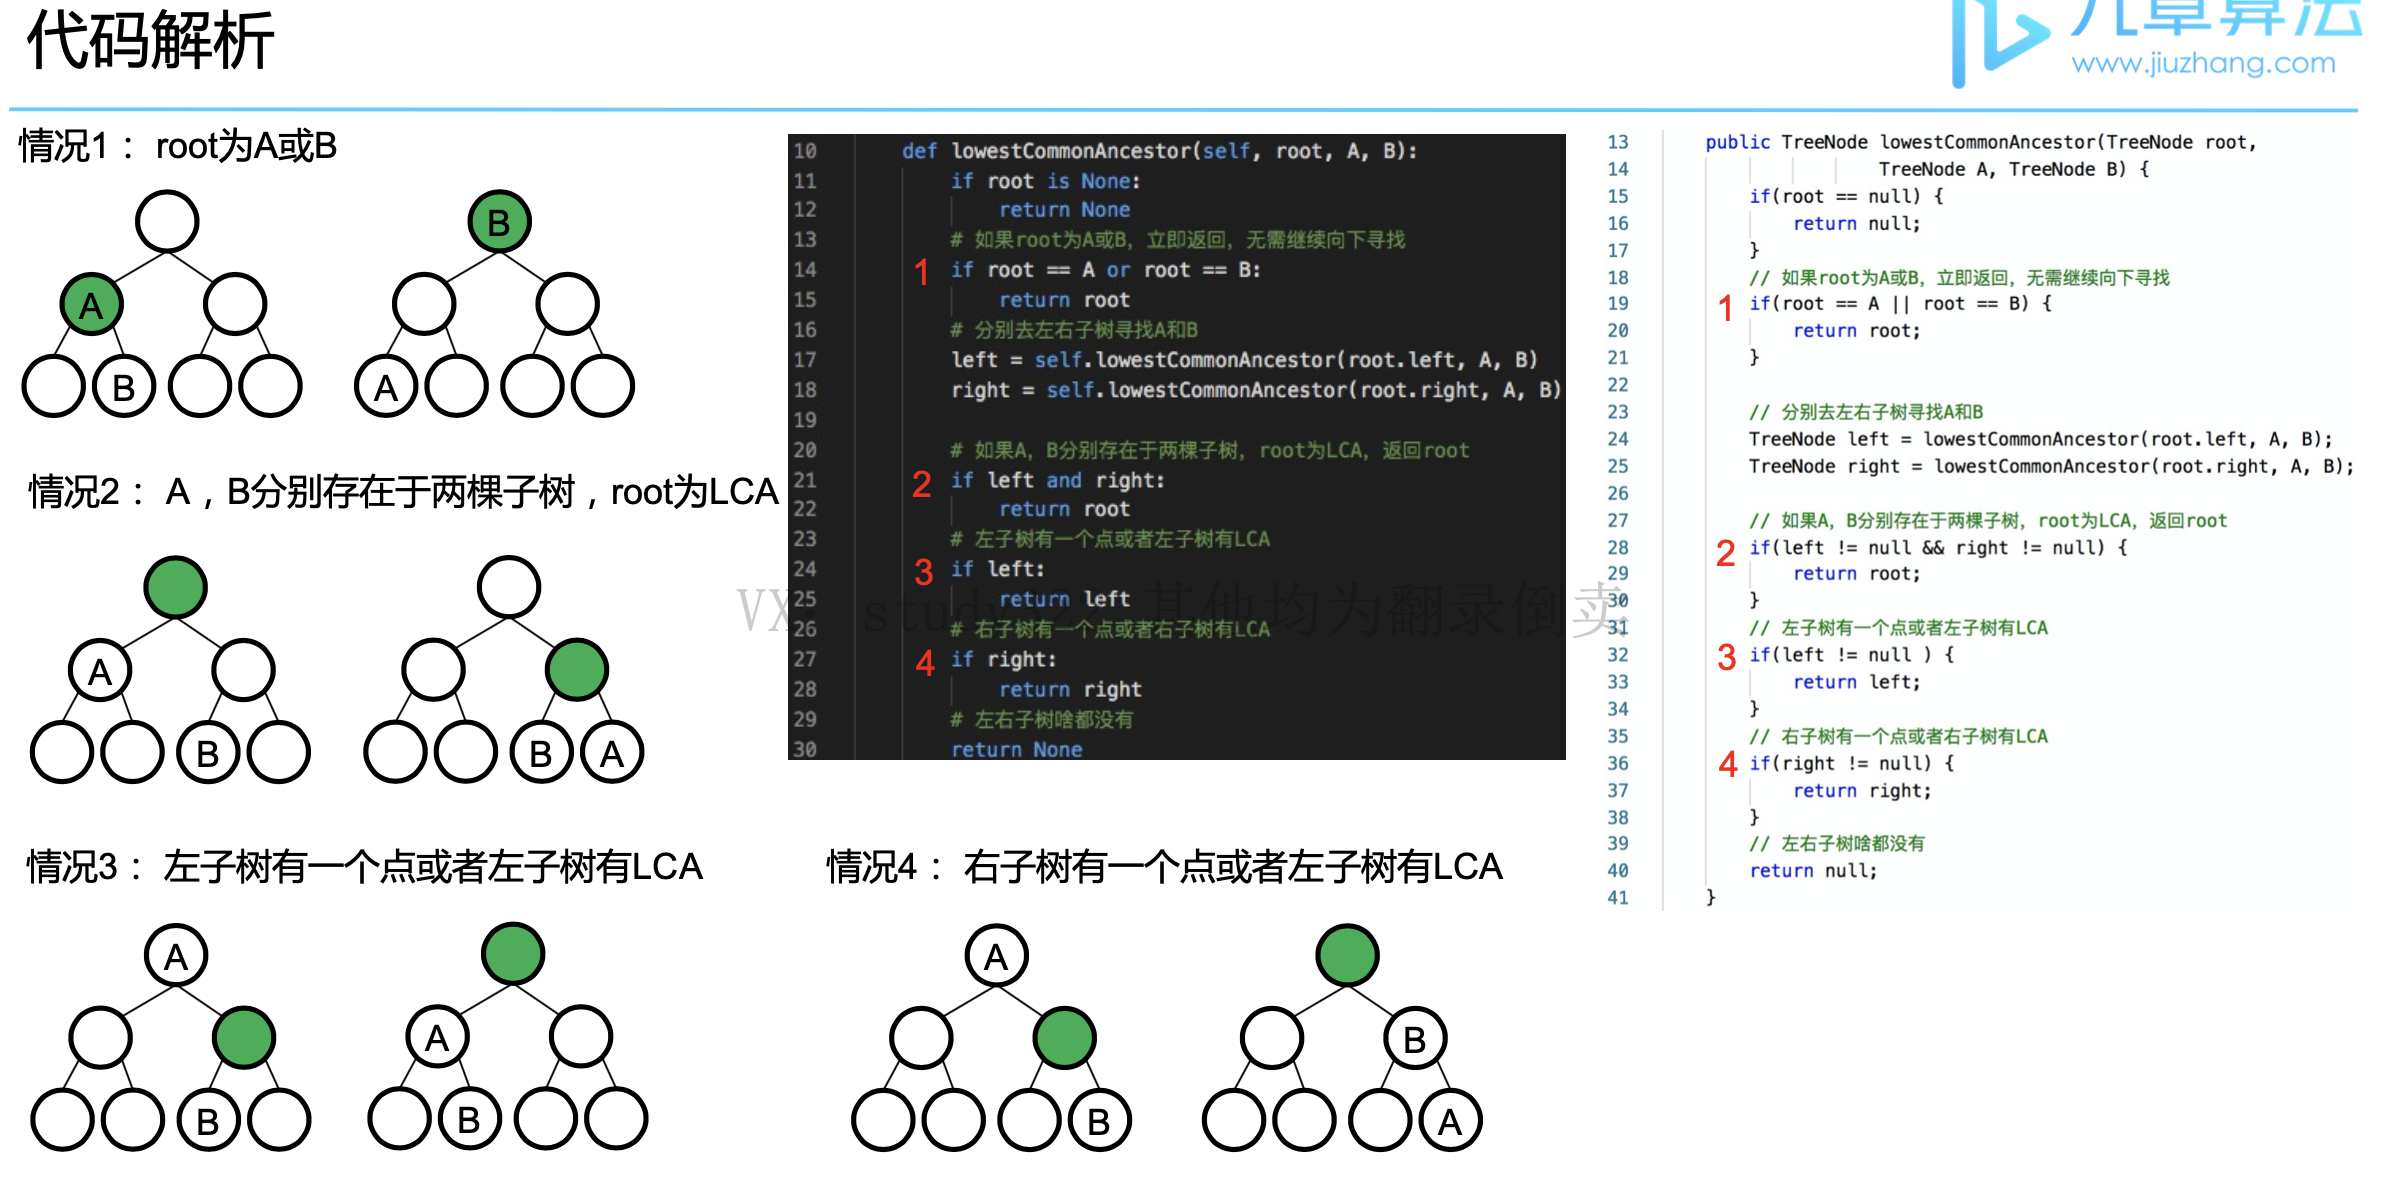 代码解析
九章算法
www.jiuzhang.com
情况1： root为A或B
A
B
B
A
情况2： A，B分别存在于两棵子树，root为LCA
A
B
B
A
情况3： 左子树有一个点或者左子树有LCA
A
B
A
B
情况4： 右子树有一个点或者左子树有LCA
A
B
B
A
10 def lowestCommonAncestor(self, root, A, B):
11 if root is None:
12 return None
13 # 如果root为A或B，立即返回，无需继续向下寻找
1
14 if root == A or root == B:
15 return root
16 # 分别去左右子树寻找A和B
17 left = self.lowestCommonAncestor(root.left, A, B)
18 right = self.lowestCommonAncestor(root.right, A, B)
19
20 # 如果A，B分别存在于两棵子树，root为LCA，返回root
2
21 if left and right:
22 return root
23 # 左子树有一个点或者左子树有LCA
3
24 if left:
25 return left
26 # 右子树有一个点或者右子树有LCA
4
27 if right:
28 return right
29 # 左右子树啥都没有
30 return None
13 public TreeNode lowestCommonAncestor(TreeNode root,
14 TreeNode A, TreeNode B) {
15 if(root == null) {
16 return null;
17 }
18 // 如果root为A或B，立即返回，无需继续向下寻找
1
19 if(root == A || root == B) {
20 return root;
21 }
22
23 // 分别去左右子树寻找A和B
24 TreeNode left = lowestCommonAncestor(root.left, A, B);
25 TreeNode right = lowestCommonAncestor(root.right, A, B);
26
27 // 如果A，B分别存在于两棵子树，root为LCA，返回root
2
28 if(left != null && right != null) {
29 return root;
30 }
31 // 左子树有一个点或者左子树有LCA
3
32 if(left != null ) {
33 return left;
34 }
35 // 右子树有一个点或者右子树有LCA
4
36 if(right != null) {
37 return right;
38 }
39 // 左右子树啥都没有
40 return null;
41 }
VX study 其他均为翻录倒卖